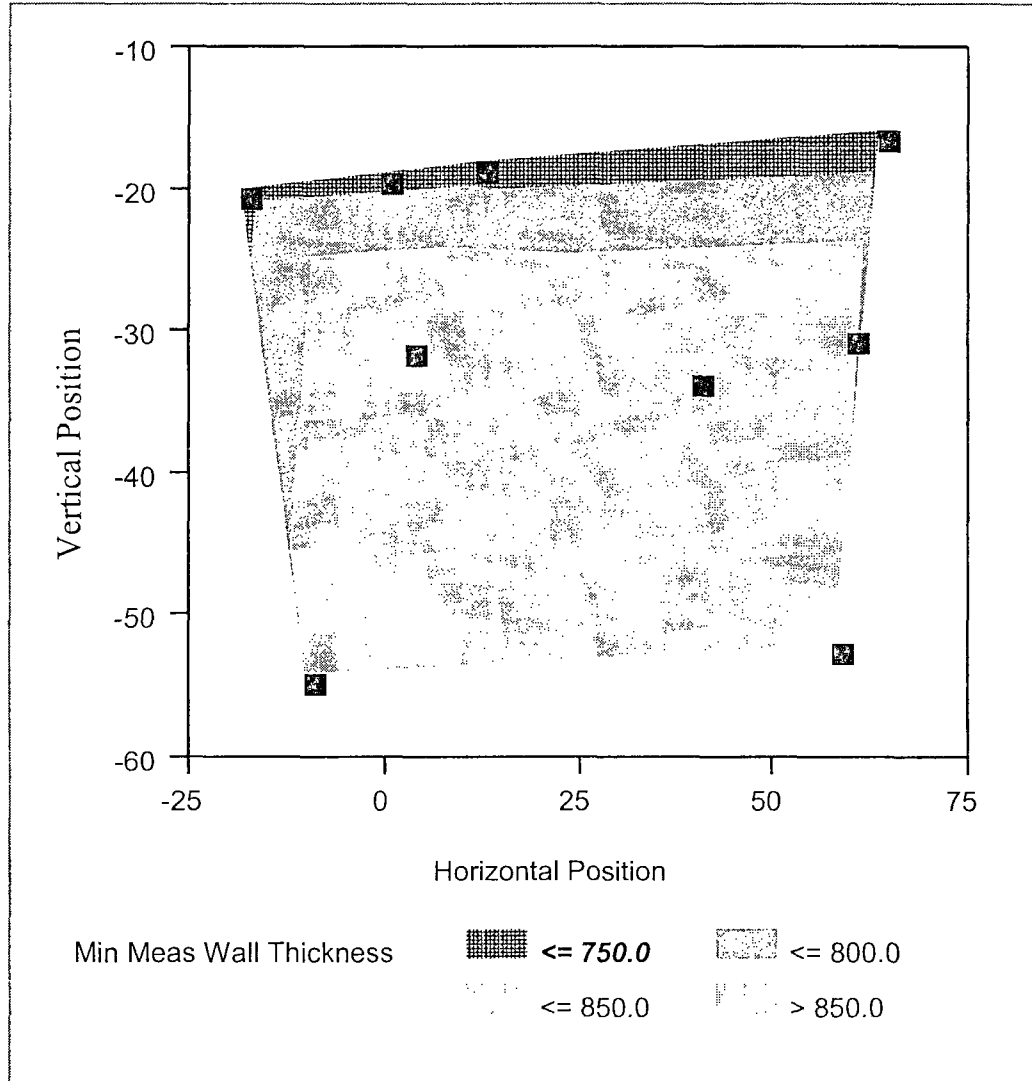 -10
-20
-30
-40
-50
-60
Vertical Position
-25 0 25 50 75
Horizontal Position
Min Meas Wall Thickness <= 750.0 <= 800.0
<= 850.0 > 850.0